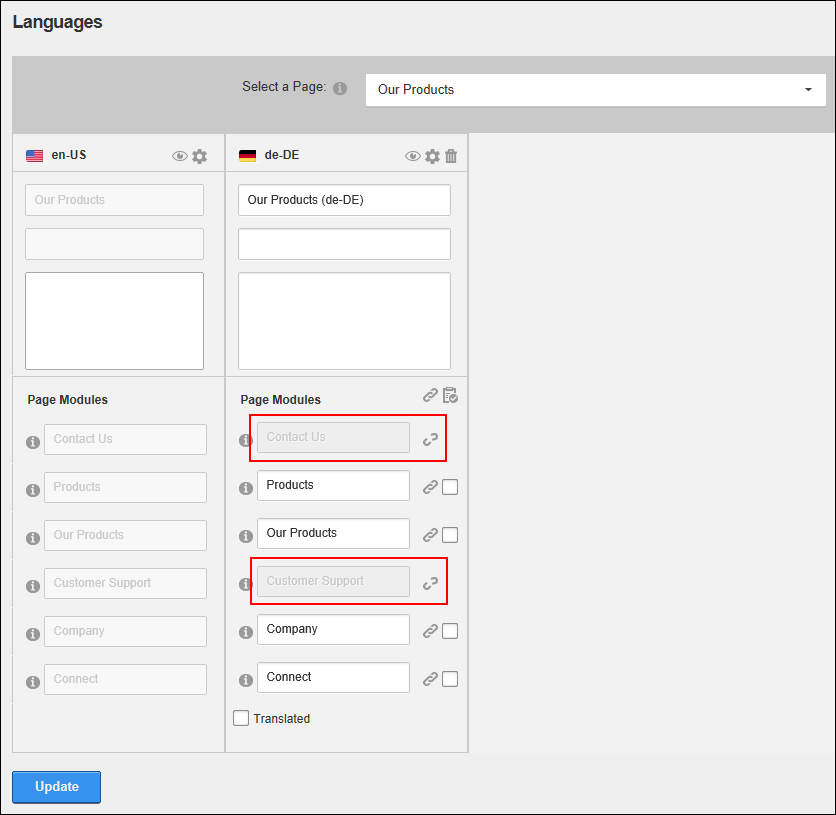 Languages
Select a Page:
Our Products
en-US
de-DE
Our Products
Our Products (de-DE)
Page Modules
Page Modules
Contact Us
Contact Us
Products
Products
Our Products
Our Products
Customer Support
Customer Support
Company
Company
Connect
Connect
Translated
Update